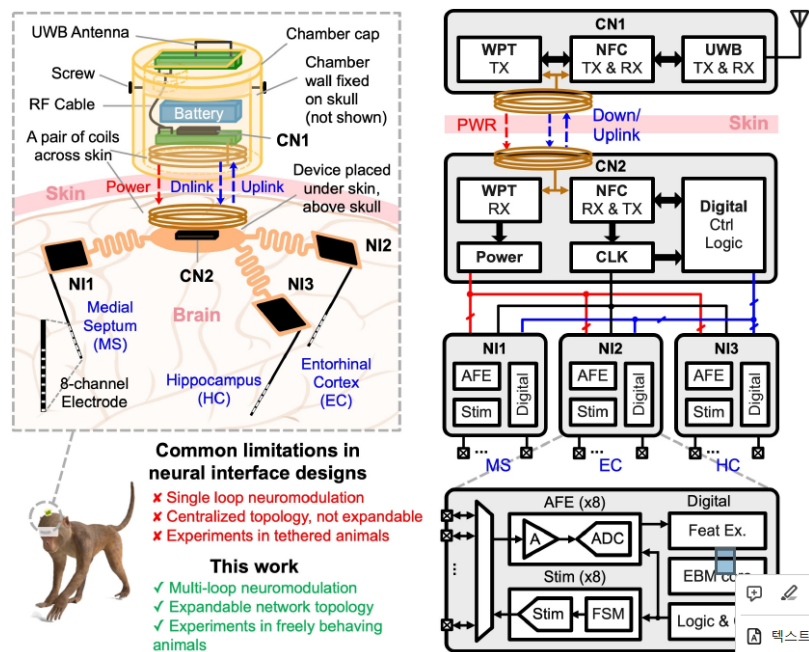 UWB Antenna
Chamber cap
Screw
Chamber
wall fixed
on skull
(not shown)
RF Cable
Battery
CN1
A pair of coils
across skin
Power
Dnlink
Uplink
Device placed
under skin,
above skull
Skin
CN2
NI1
NI2
NI3
Brain
Medial
Septum
(MS)
8-channel
Electrode
Hippocampus
(HC)
Entorhinal
Cortex
(EC)
Common limitations in
neural interface designs
✘ Single loop neuromodulation
✘ Centralized topology, not expandable
✘ Experiments in tethered animals
This work
✓ Multi-loop neuromodulation
✓ Expandable network topology
✓ Experiments in freely behaving
animals
CN1
WPT
TX
NFC
TX & RX
UWB
TX & RX
PWR
Down/
Uplink
Skin
CN2
WPT
RX
NFC
RX & TX
Digital
Ctrl
Logic
Power
CLK
NI1
AFE
Stim
Digital
NI2
AFE
Stim
Digital
NI3
AFE
Stim
Digital
...
...
...
MS
EC
HC
AFE (x8)
A
ADC
Stim (x8)
Stim
FSM
Digital
Feat Ex.
EBM
Logic &
...
텍스트